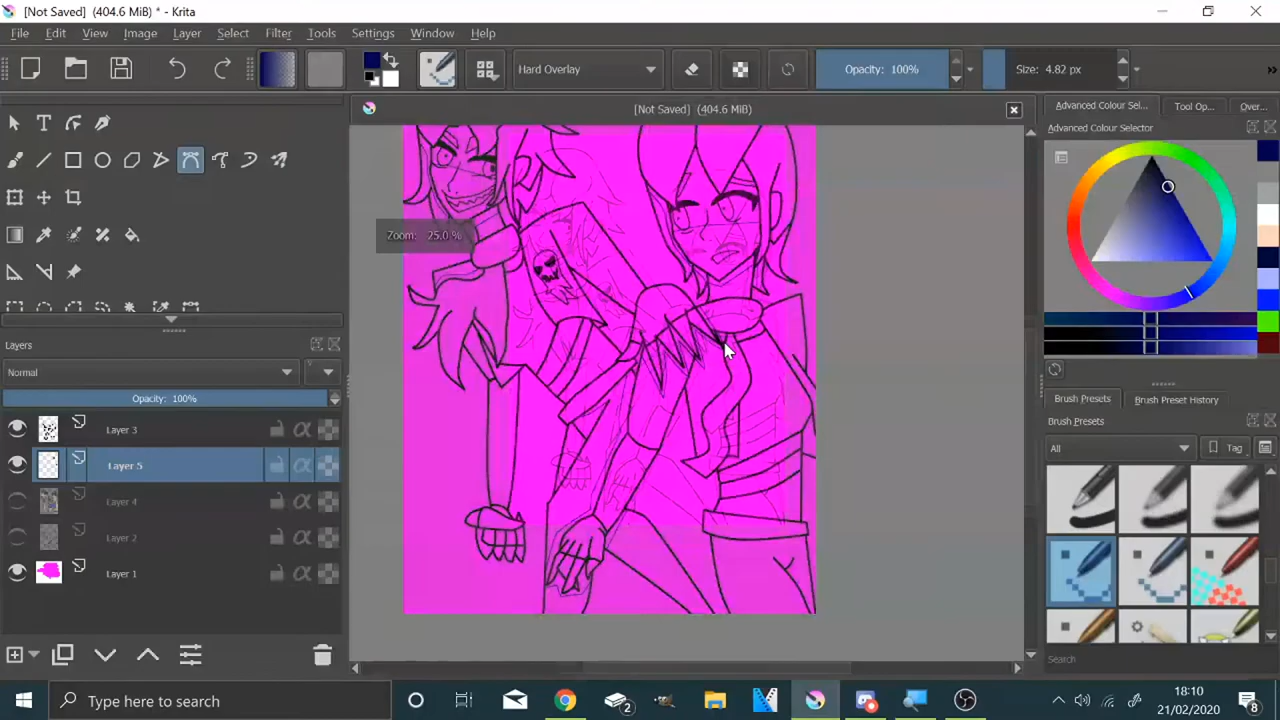 [Not Saved] (404.6 MiB) * - Krita
File Edit View Image Layer Select Filter Tools Settings Window Help
Hard Overlay Opacity: 100% Size: 4.82 px »
[Not Saved] (404.6 MiB)
Advanced Colour Sel... Tool Op... Over...
Advanced Colour Selector
Zoom: 25.0 %
Layers
Normal
Opacity: 100%
Layer 3
Layer 5
Layer 4
Layer 2
Layer 1
Brush Presets Brush Preset History
Brush Presets
All Tag
Search
Type here to search
2
18:10
21/02/2020
8